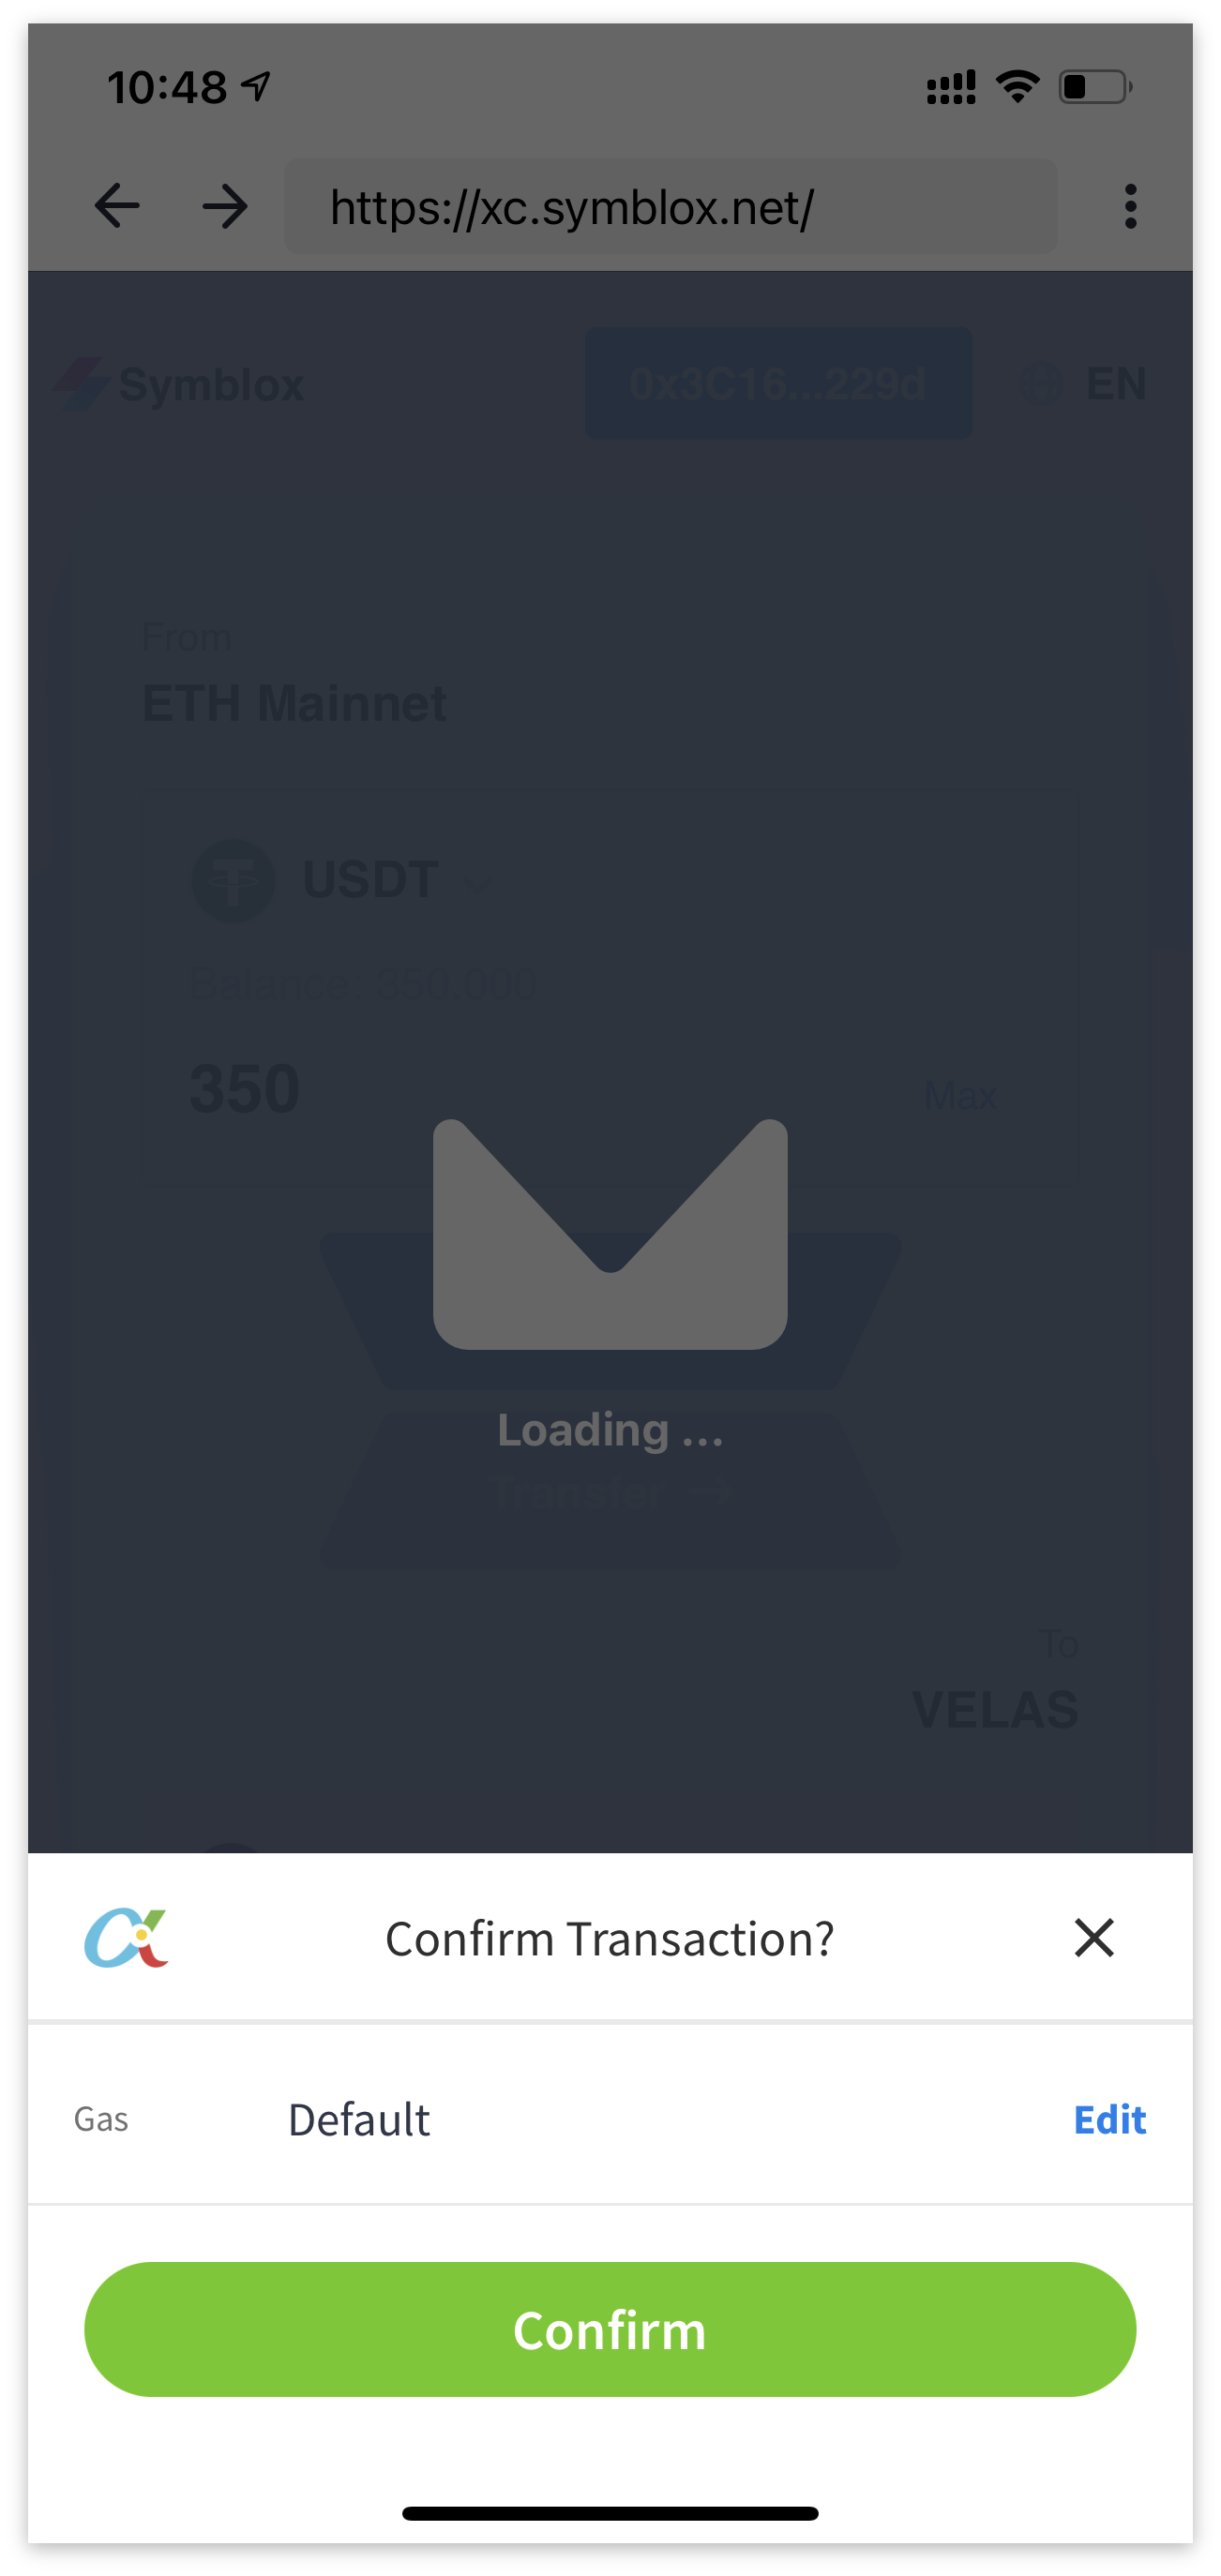 10:48
https://xc.symblox.net/
Symblox
0x3C16...229d
EN
From
ETH Mainnet
USDT
Balance: 350.000
350
Max
Loading ...
Transfer →
To
VELAS
Confirm Transaction?
Gas
Default
Edit
Confirm